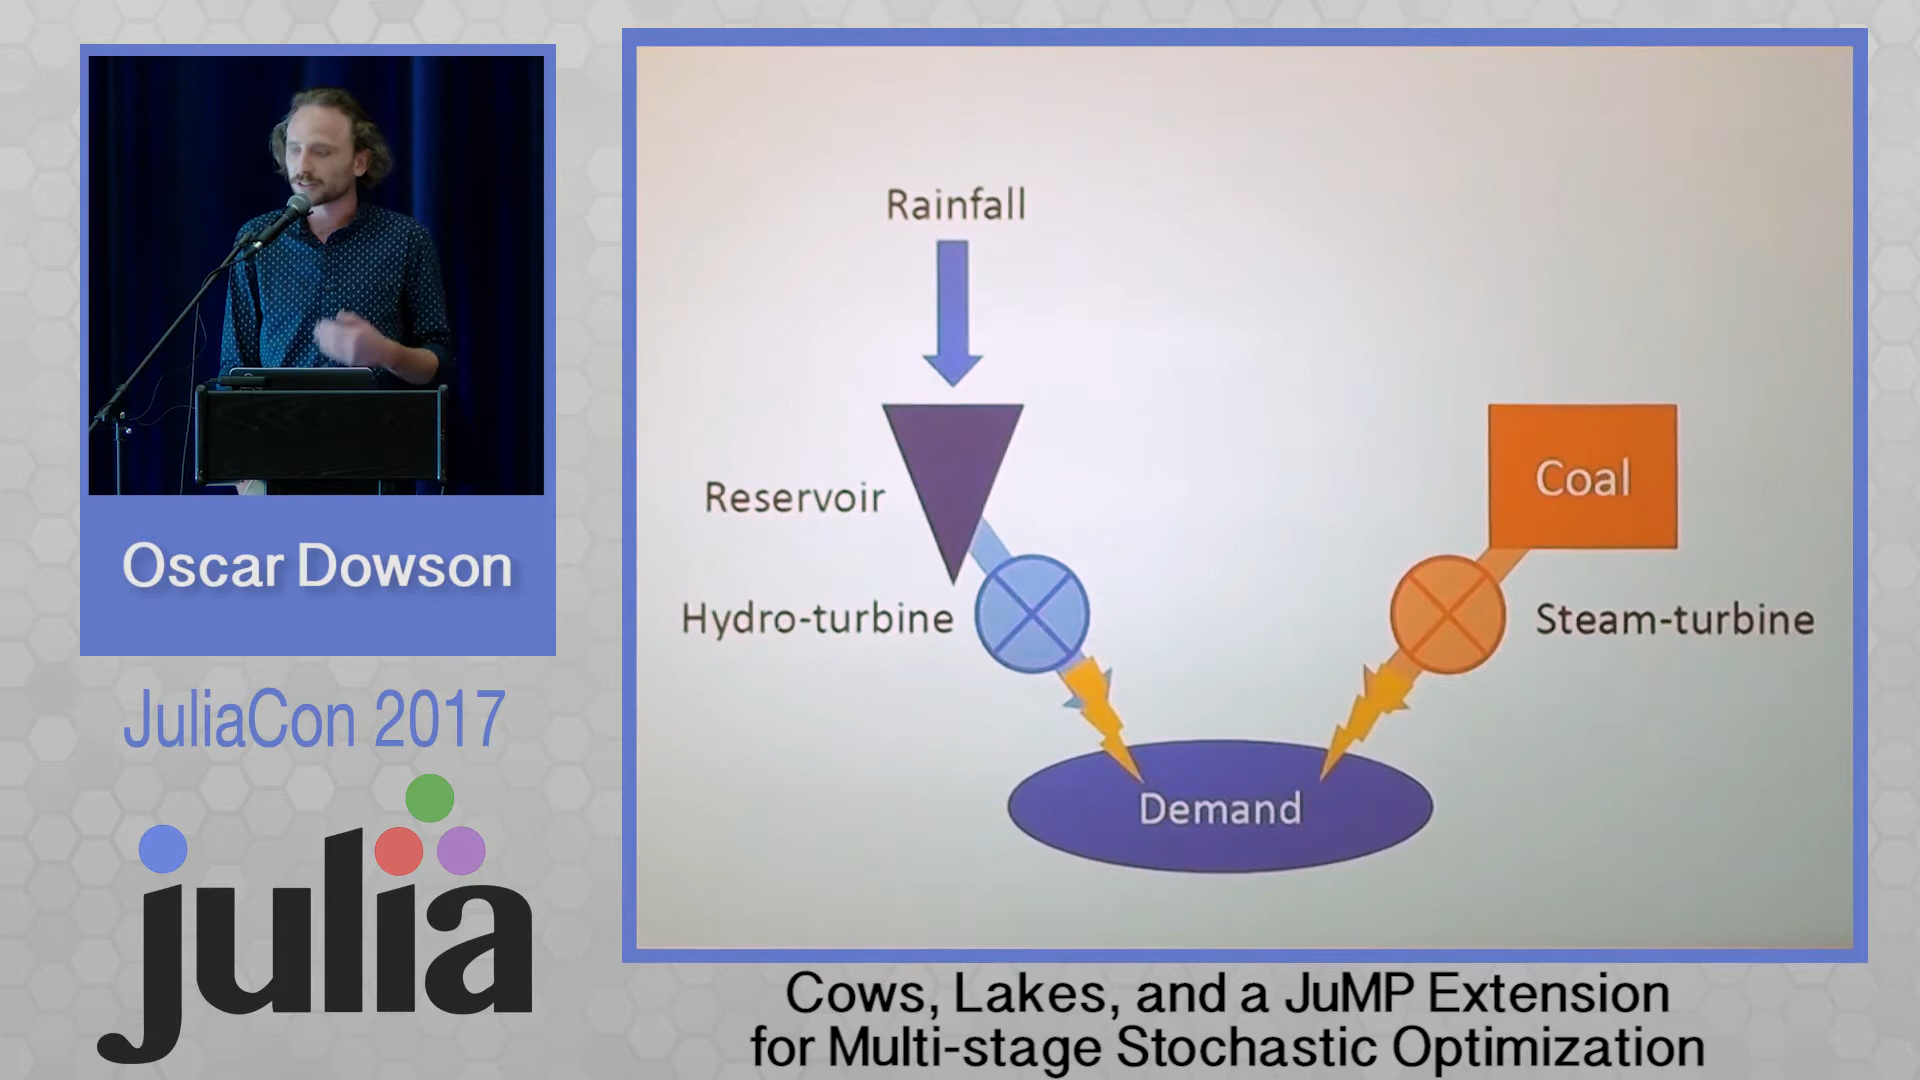 Oscar Dowson
JuliaCon 2017
julia
Rainfall
Reservoir
Coal
Hydro-turbine
Steam-turbine
Demand
Cows, Lakes, and a JuMP Extension
for Multi-stage Stochastic Optimization